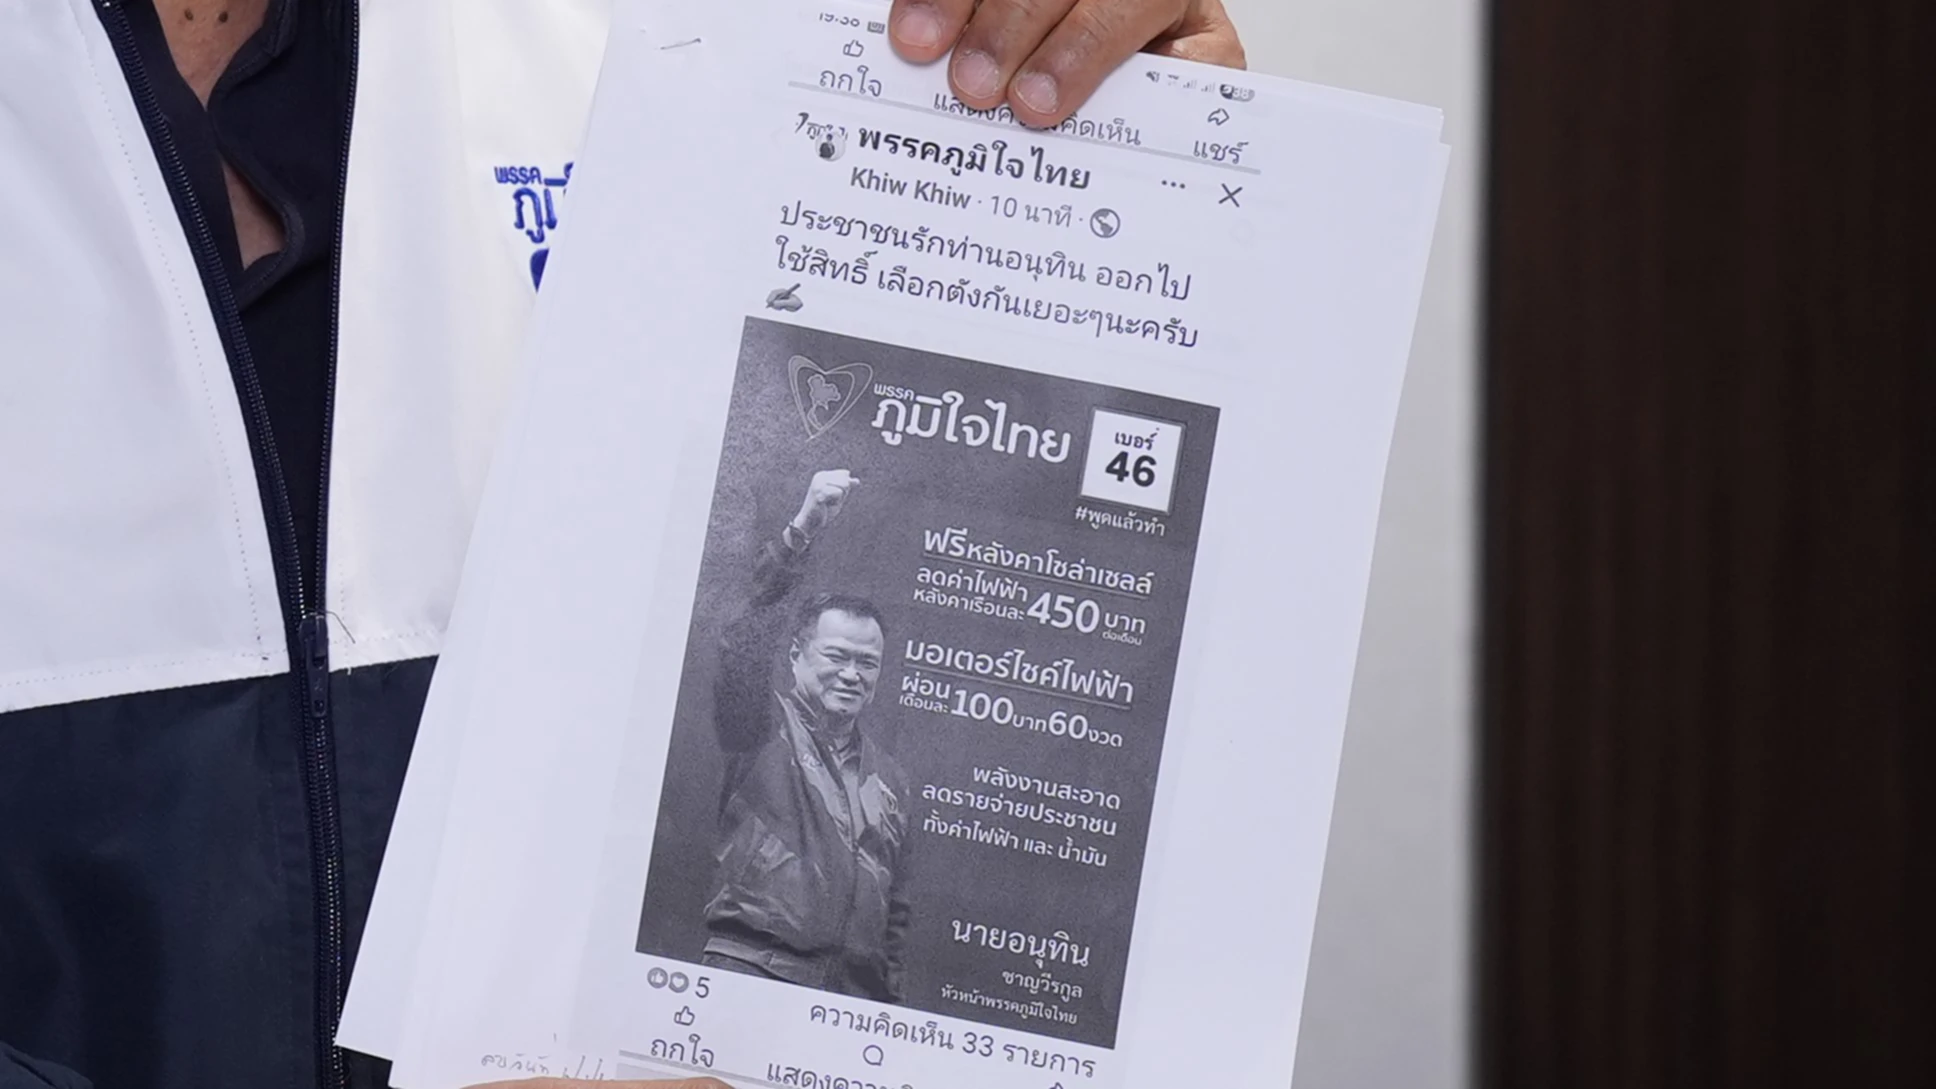 พรรค
19:38
ถูกใจ
แชร์
พรรคภูมิใจไทย
Khiw Khiw · 10 นาที ·
ประชาชนรักท่านอนุทิน ออกไป
ใช้สิทธิ์ เลือกตังกันเยอะๆนะครับ
พรรค
ภูมิใจไทย
เบอร์
46
#พูดแล้วทำ
ฟรีหลังคาโซล่าเซลล์
ลดค่าไฟฟ้า
หลังคาเรือนละ 450 บาท
ต่อเดือน
มอเตอร์ไซค์ไฟฟ้า
ผ่อน
เดือนละ 100 บาท 60 งวด
พลังงานสะอาด
ลดรายจ่ายประชาชน
ทั้งค่าไฟฟ้า และ น้ำมัน
นายอนุทิน
ชาญวีรกูล
หัวหน้าพรรคภูมิใจไทย
5
ความคิดเห็น 33 รายการ
ถูกใจ